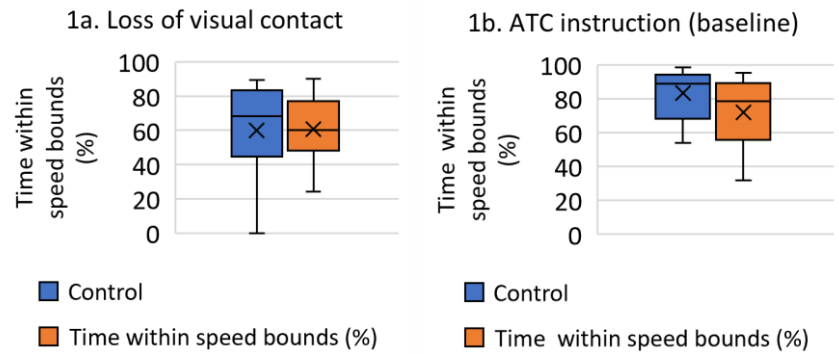 1a. Loss of visual contact
Time within
speed bounds
(%)
100
80
60
40
20
0
Control
Time within speed bounds (%)
1b. ATC instruction (baseline)
Time within
speed bounds
(%)
100
80
60
40
20
0
Control
Time within speed bounds (%)